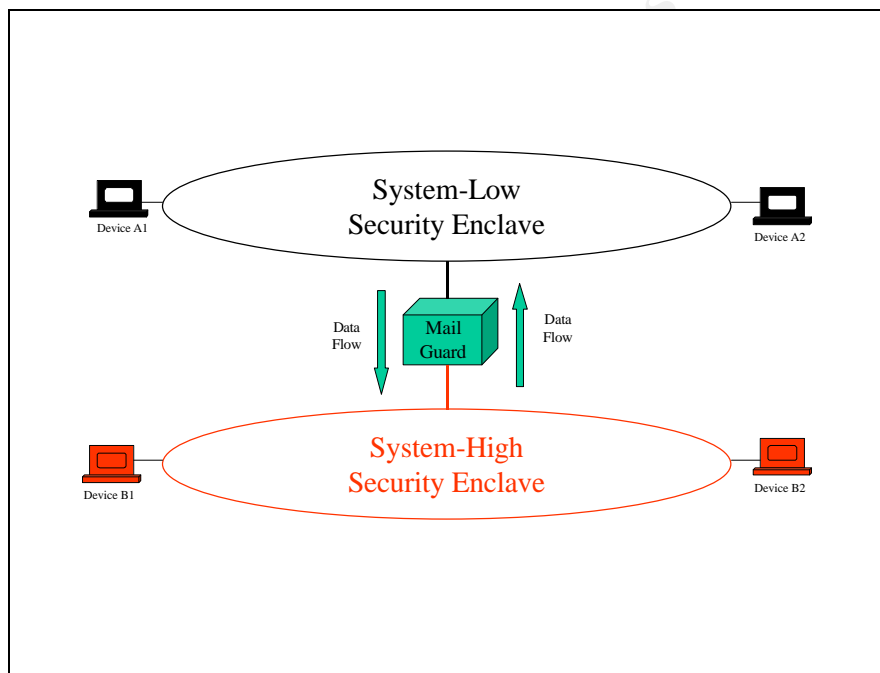 System-Low
Security Enclave
Device A1
Device A2
Data
Flow
Mail
Guard
Data
Flow
System-High
Security Enclave
Device B1
Device B2